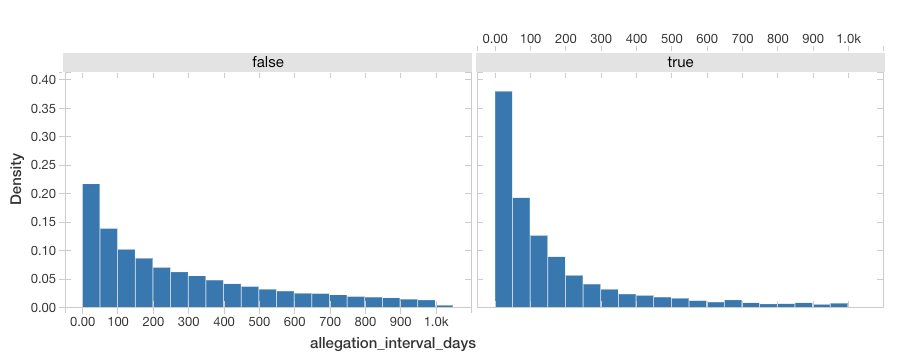 0.00 100 200 300 400 500 600 700 800 900 1.0k
false true
0.40
0.35
0.30
0.25
0.20
0.15
0.10
0.05
0.00
Density
0.00 100 200 300 400 500 600 700 800 900 1.0k
allegation_interval_days